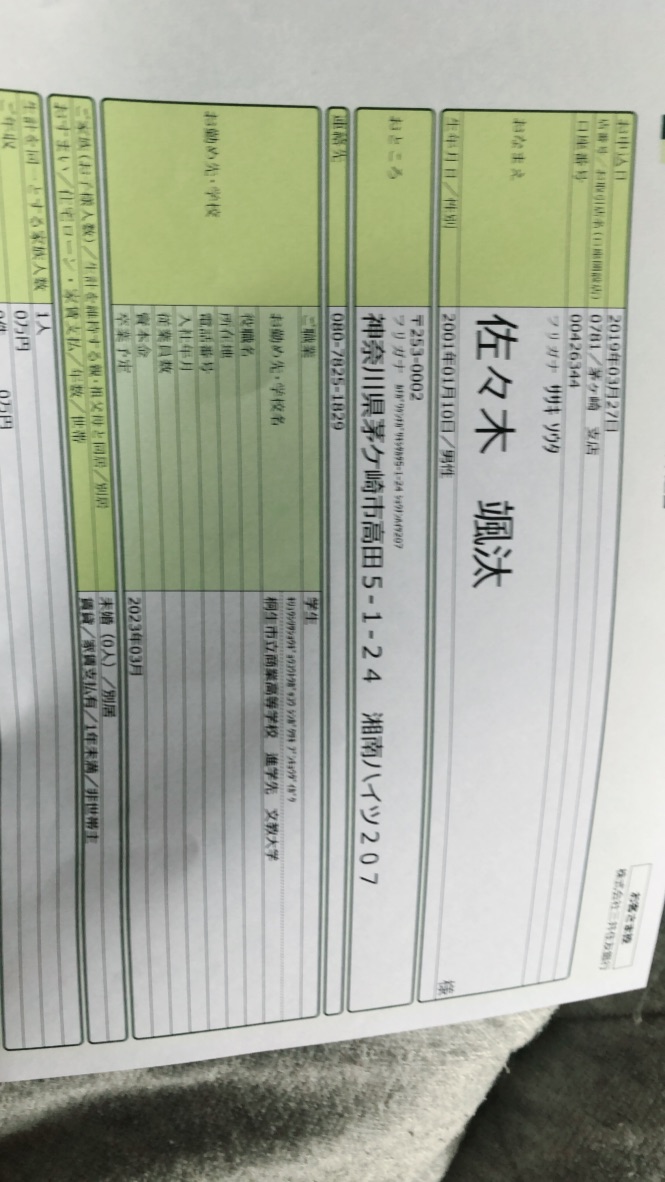 お客さま控
株式会社三井住友銀行
お申込日 2019年03月27日
店番号／お取引店名(口座開設店) 0781／茅ヶ崎 支店
口座番号 00426344
おなまえ フリガナ ササキ ソウタ
佐々木 颯汰 様
生年月日／性別 2001年01月10日／男性
おところ 〒253-0002
フリガナ
神奈川県茅ケ崎市高田５-１-２４ 湘南ハイツ２０７
連絡先 080-7825-1829
お勤め先・学校 ご職業 学生
お勤め先・学校名 桐生市立商業高等学校 進学先 文教大学
役職名
所在地
電話番号
入社年月
従業員数
資本金
卒業予定 2023年03月
ご家族(お子様人数)／生計を維持する親・祖父母と同居／別居 未婚 (0人)／別居
おすまい／住宅ローン・家賃支払／年数／世帯 賃貸／家賃支払有／1年未満／非世帯主
生計を同一とする家族人数 1人
ご年収 0万円
0万円